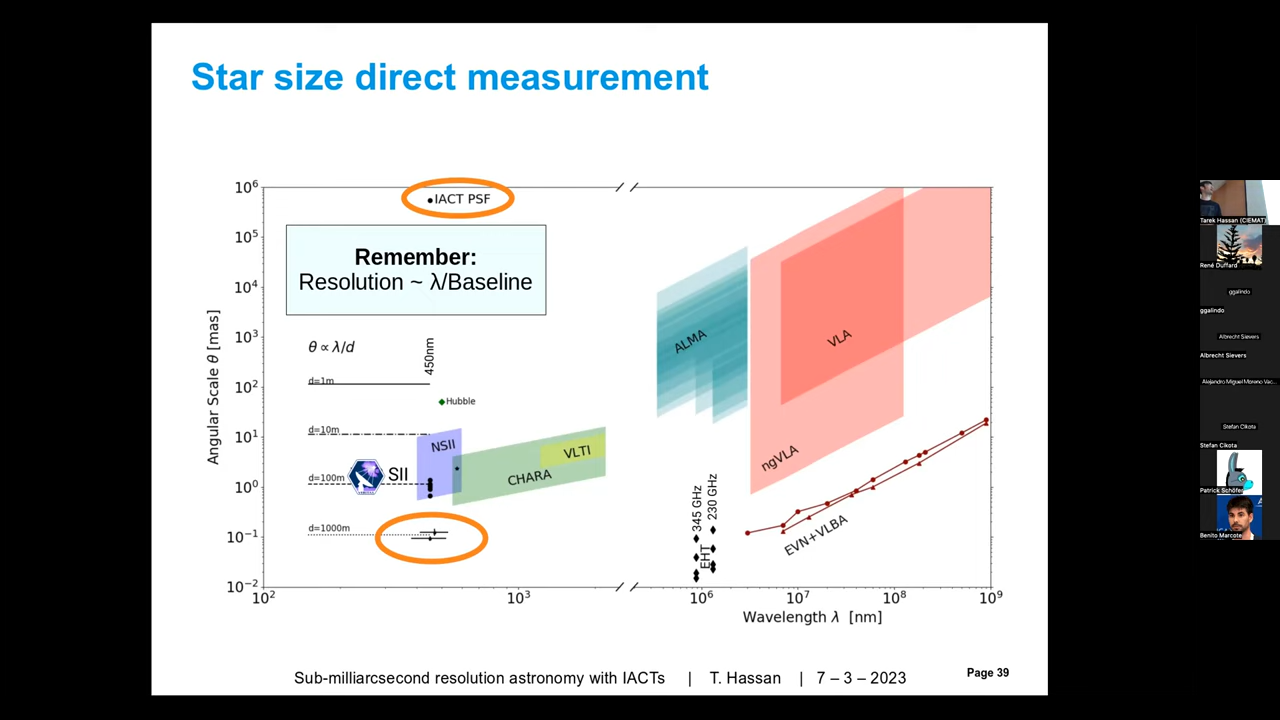 Star size direct measurement
10⁶
10⁵
10⁴
10³
10²
10¹
10⁰
10⁻¹
10⁻²
Angular Scale θ [mas]
IACT PSF
Remember:
Resolution ~ λ/Baseline
θ ∝ λ/d
450nm
d=1m
Hubble
d=10m
NSII
VLTI
CHARA
d=100m
SII
d=1000m
ALMA
VLA
ngVLA
345 GHz
230 GHz
EHT
EVN+VLBA
10²
10³
10⁶
10⁷
10⁸
10⁹
Wavelength λ [nm]
Sub-milliarcsecond resolution astronomy with IACTs | T. Hassan | 7 – 3 – 2023
Page 39
Tarek Hassan (CIEMAT)
René Duffard
ggalindo
ggalindo
Albrecht Sievers
Albrecht Sievers
Alejandro Miguel Moreno Vac...
Stefan Cikota
Stefan Cikota
Patrick Schöfer
Benito Marcote